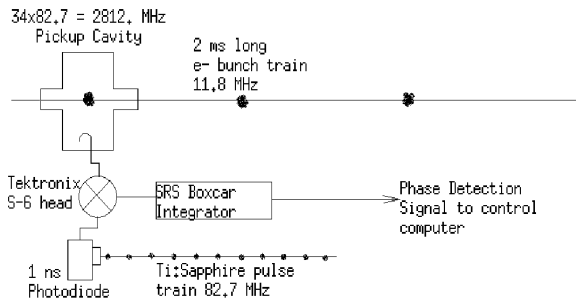 34x82.7 = 2812. MHz
Pickup Cavity
2 ms long
e- bunch train
11.8 MHz
Tektronix
S-6 head
SRS Boxcar
Integrator
Phase Detection
Signal to control
computer
1 ns
Photodiode
Ti:Sapphire pulse
train 82.7 MHz